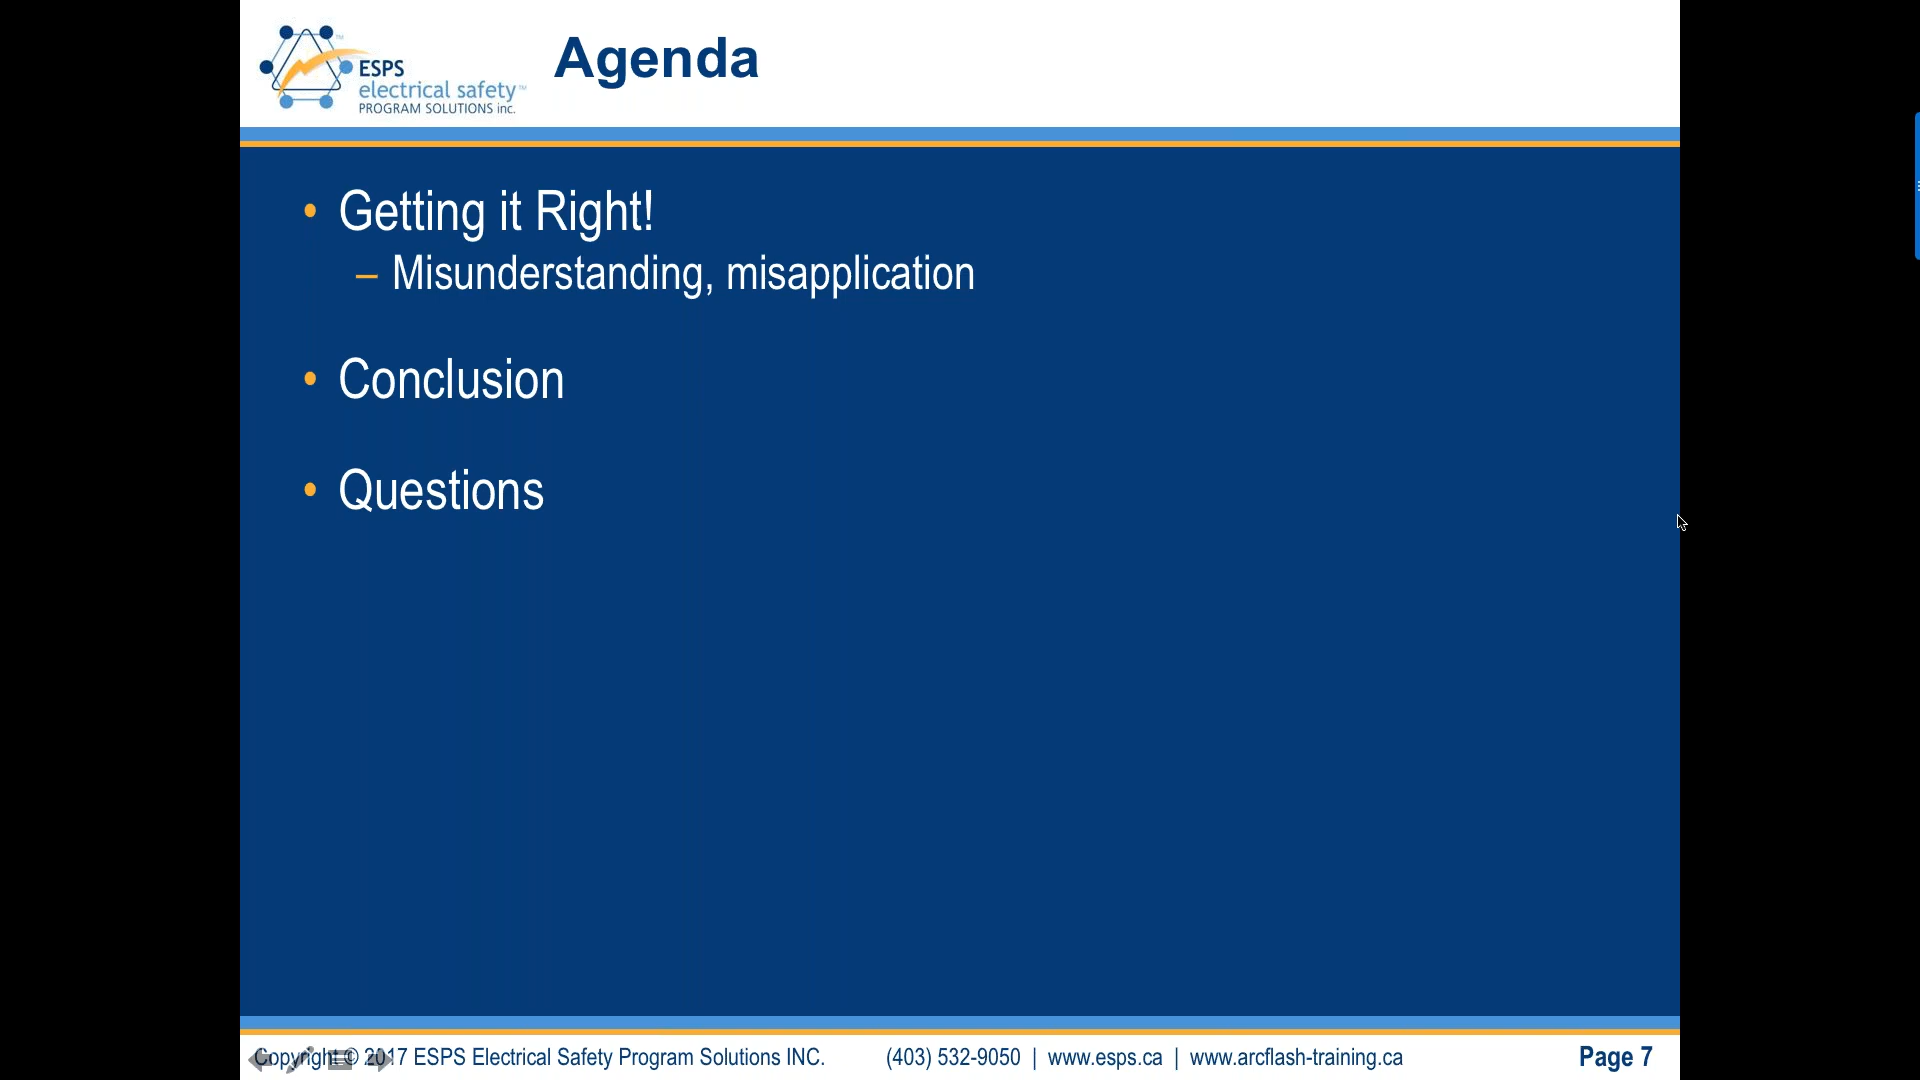 ESPS
electrical safety™
PROGRAM SOLUTIONS inc.
Agenda
• Getting it Right!
– Misunderstanding, misapplication
• Conclusion
• Questions
Copyright © 2017 ESPS Electrical Safety Program Solutions INC.
(403) 532-9050 | www.esps.ca | www.arcflash-training.ca
Page 7